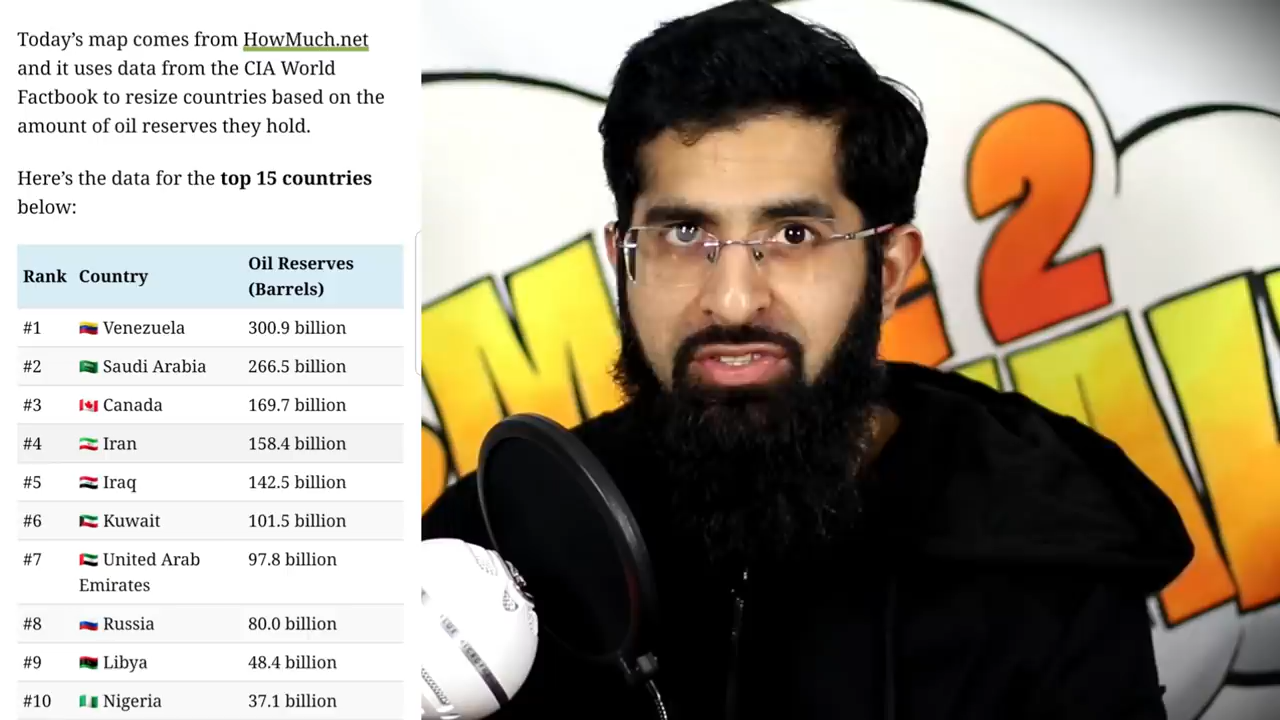 Today’s map comes from HowMuch.net
and it uses data from the CIA World
Factbook to resize countries based on the
amount of oil reserves they hold.
Here’s the data for the top 15 countries
below:
Rank Country Oil Reserves (Barrels)
#1 Venezuela 300.9 billion
#2 Saudi Arabia 266.5 billion
#3 Canada 169.7 billion
#4 Iran 158.4 billion
#5 Iraq 142.5 billion
#6 Kuwait 101.5 billion
#7 United Arab Emirates 97.8 billion
#8 Russia 80.0 billion
#9 Libya 48.4 billion
#10 Nigeria 37.1 billion
2